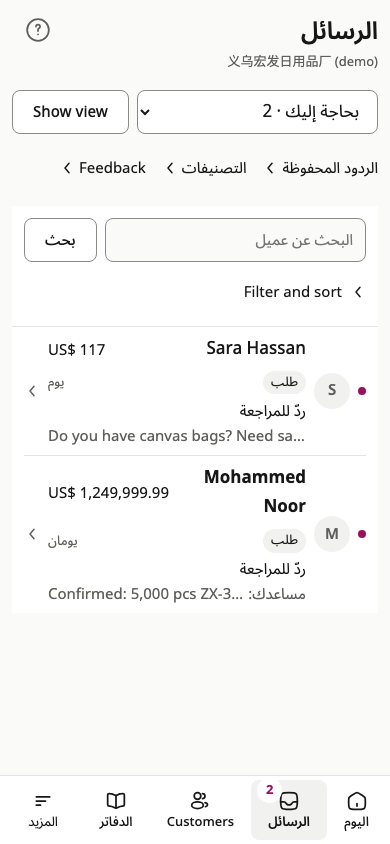 الرسائل
义乌宏发日用品厂 (demo)
بحاجة إليك · 2
Show view
الردود المحفوظة
التصنيفات
Feedback
البحث عن عميل
بحث
Filter and sort
Sara Hassan
US$ 117
S
طلب
يوم
ردّ للمراجعة
Do you have canvas bags? Need sa...
Mohammed Noor
US$ 1,249,999.99
M
طلب
يومان
ردّ للمراجعة
مساعدك: Confirmed: 5,000 pcs ZX-3...
اليوم
2
الرسائل
Customers
الدفاتر
المزيد